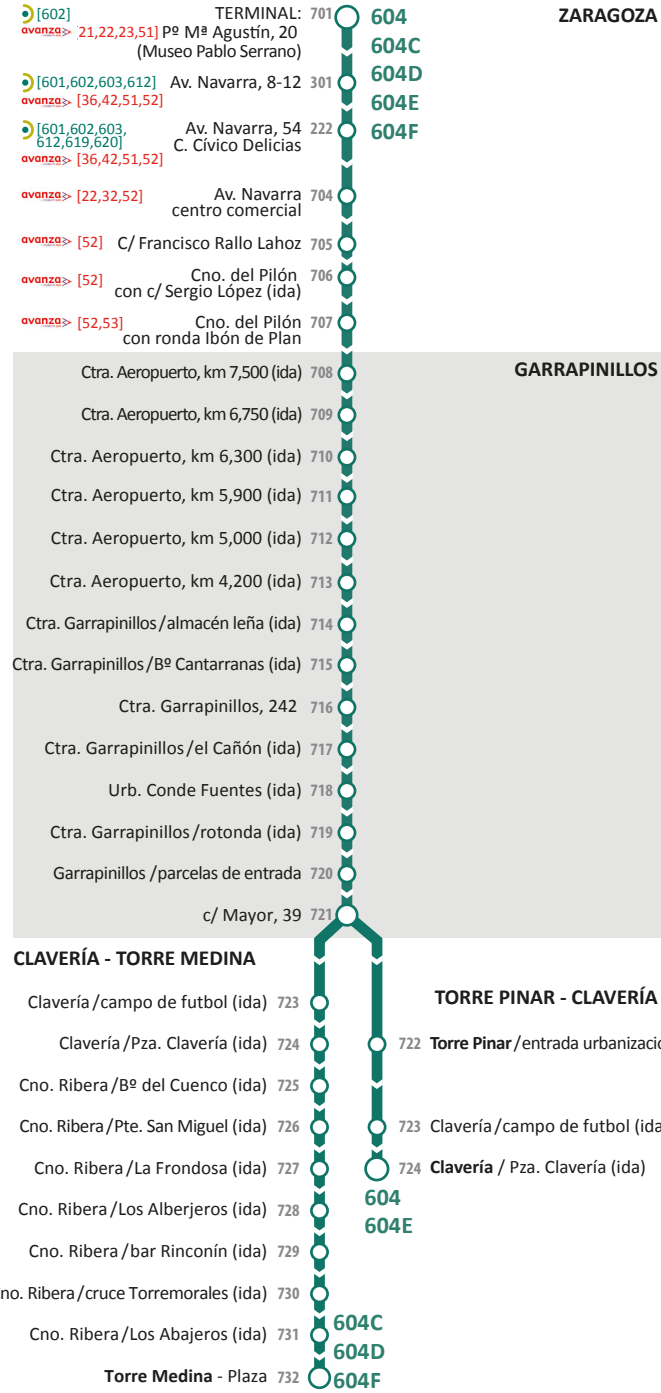 [602]
TERMINAL: 701
604
ZARAGOZA
avanza 21,22,23,51] Pº Mª Agustín, 20
(Museo Pablo Serrano)
604C
604D
604E
604F
[601,602,603,612] Av. Navarra, 8-12 301
avanza [36,42,51,52]
[601,602,603,
612,619,620]
Av. Navarra, 54 222
C. Cívico Delicias
avanza [36,42,51,52]
avanza [22,32,52] Av. Navarra 704
centro comercial
avanza [52] C/ Francisco Rallo Lahoz 705
avanza [52] Cno. del Pilón 706
con c/ Sergio López (ida)
avanza [52,53] Cno. del Pilón 707
con ronda Ibón de Plan
GARRAPINILLOS
Ctra. Aeropuerto, km 7,500 (ida) 708
Ctra. Aeropuerto, km 6,750 (ida) 709
Ctra. Aeropuerto, km 6,300 (ida) 710
Ctra. Aeropuerto, km 5,900 (ida) 711
Ctra. Aeropuerto, km 5,000 (ida) 712
Ctra. Aeropuerto, km 4,200 (ida) 713
Ctra. Garrapinillos/almacén leña (ida) 714
Ctra. Garrapinillos/Bº Cantarranas (ida) 715
Ctra. Garrapinillos, 242 716
Ctra. Garrapinillos/el Cañón (ida) 717
Urb. Conde Fuentes (ida) 718
Ctra. Garrapinillos/rotonda (ida) 719
Garrapinillos /parcelas de entrada 720
c/ Mayor, 39 721
CLAVERÍA - TORRE MEDINA
Clavería/campo de futbol (ida) 723
Clavería/Pza. Clavería (ida) 724
Cno. Ribera/Bº del Cuenco (ida) 725
Cno. Ribera/Pte. San Miguel (ida) 726
Cno. Ribera/La Frondosa (ida) 727
Cno. Ribera/Los Alberjeros (ida) 728
Cno. Ribera/bar Rinconín (ida) 729
no. Ribera/cruce Torremorales (ida) 730
Cno. Ribera/Los Abajeros (ida) 731
Torre Medina - Plaza 732
604C
604D
604F
TORRE PINAR - CLAVERÍA
722 Torre Pinar/entrada urbanizació
723 Clavería/campo de futbol (ida
724 Clavería / Pza. Clavería (ida)
604
604E